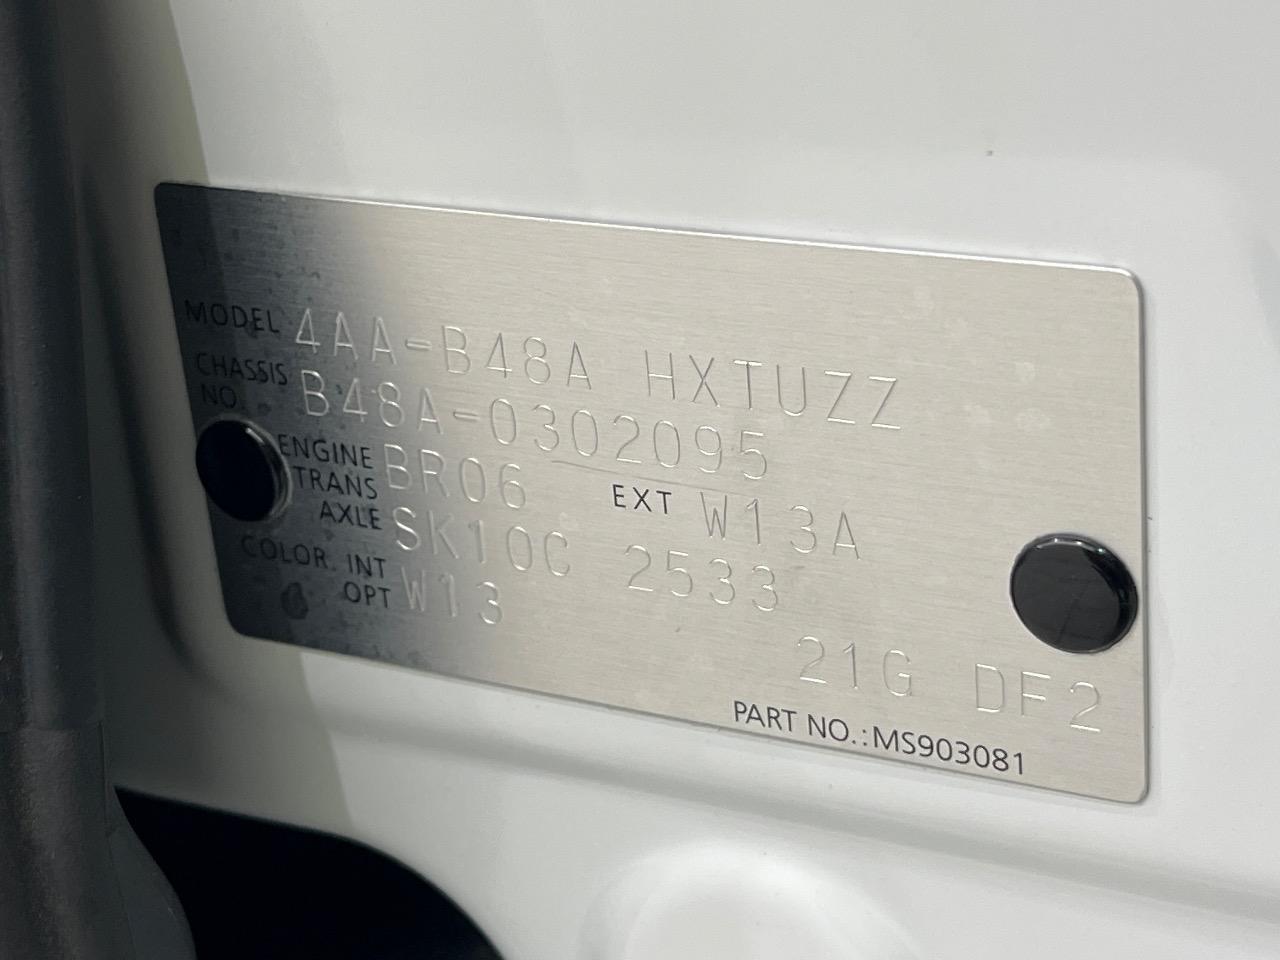 MODEL 4AA-B48A HXTUZZ
CHASSIS NO. B48A-0302095
ENGINE BR06 EXT W13A
TRANS AXLE SK10C 2533
COLOR. INT OPT W13
21G DF2
PART NO.:MS903081